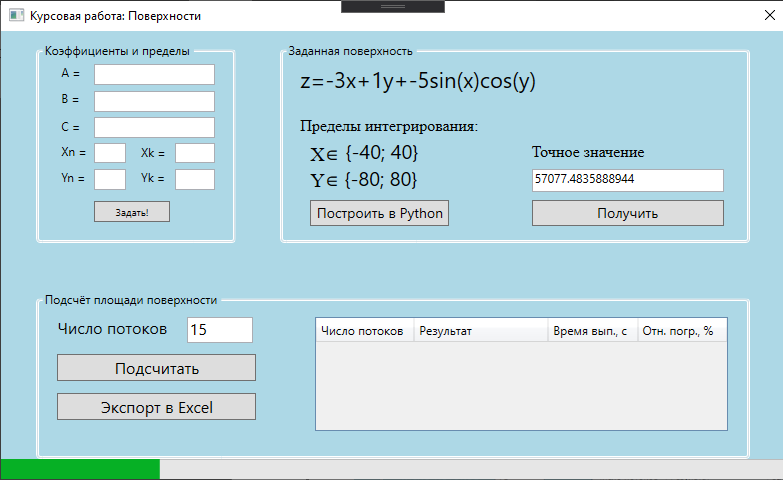 Курсовая работа: Поверхности
Коэффициенты и пределы
A =
B =
C =
Xn =
Xk =
Yn =
Yk =
Задать!
Заданная поверхность
z=-3x+1y+-5sin(x)cos(y)
Пределы интегрирования:
X∈ {-40; 40}
Y∈ {-80; 80}
Точное значение
57077.4835888944
Построить в Python
Получить
Подсчёт площади поверхности
Число потоков
15
Подсчитать
Экспорт в Excel
Число потоков Результат Время вып., с Отн. погр., %